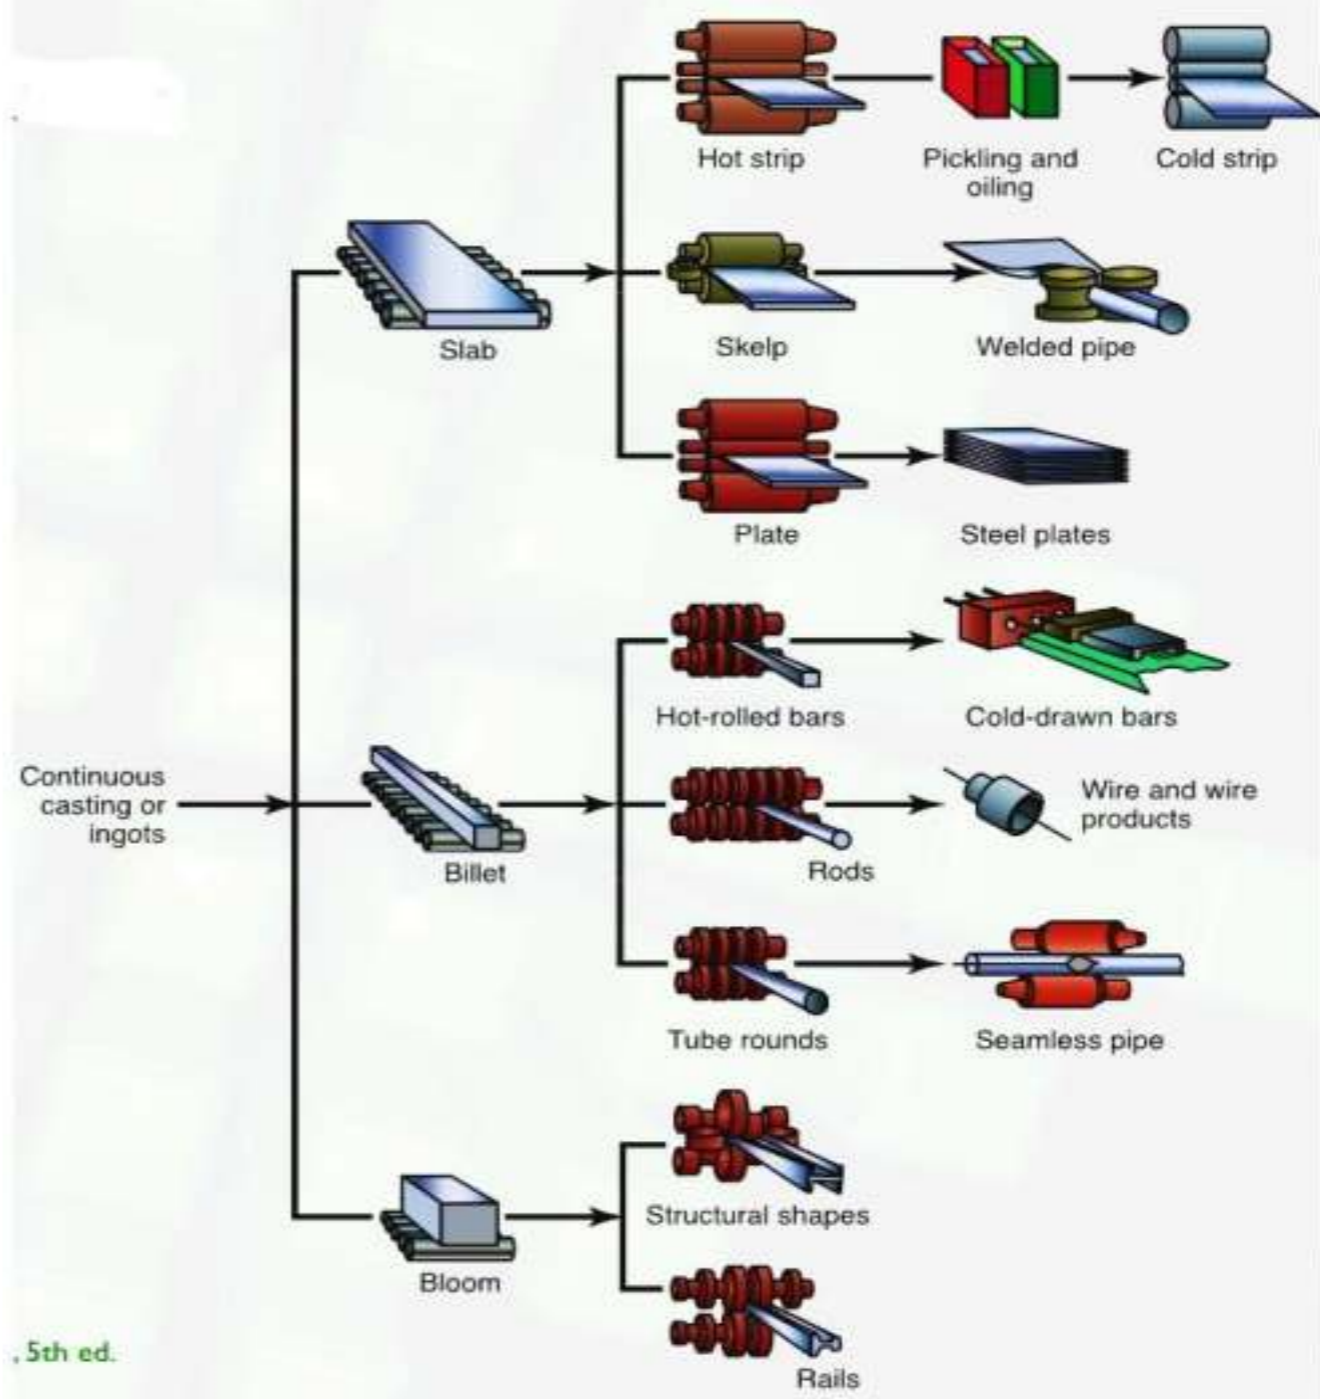 Hot strip
Pickling and
oiling
Cold strip
Slab
Skelp
Welded pipe
Plate
Steel plates
Hot-rolled bars
Cold-drawn bars
Continuous
casting or
ingots
Billet
Rods
Wire and wire
products
Tube rounds
Seamless pipe
Structural shapes
Bloom
Rails
, 5th ed.